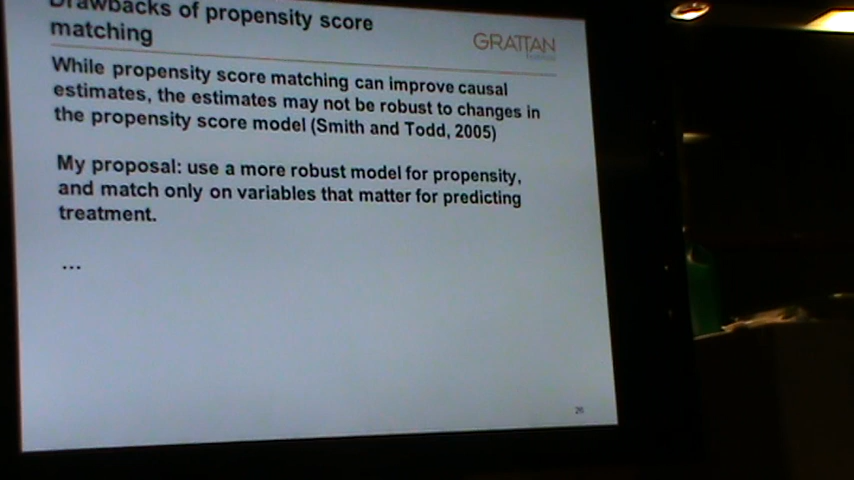 Drawbacks of propensity score
matching
GRATTAN
While propensity score matching can improve causal
estimates, the estimates may not be robust to changes in
the propensity score model (Smith and Todd, 2005)
My proposal: use a more robust model for propensity,
and match only on variables that matter for predicting
treatment.
...